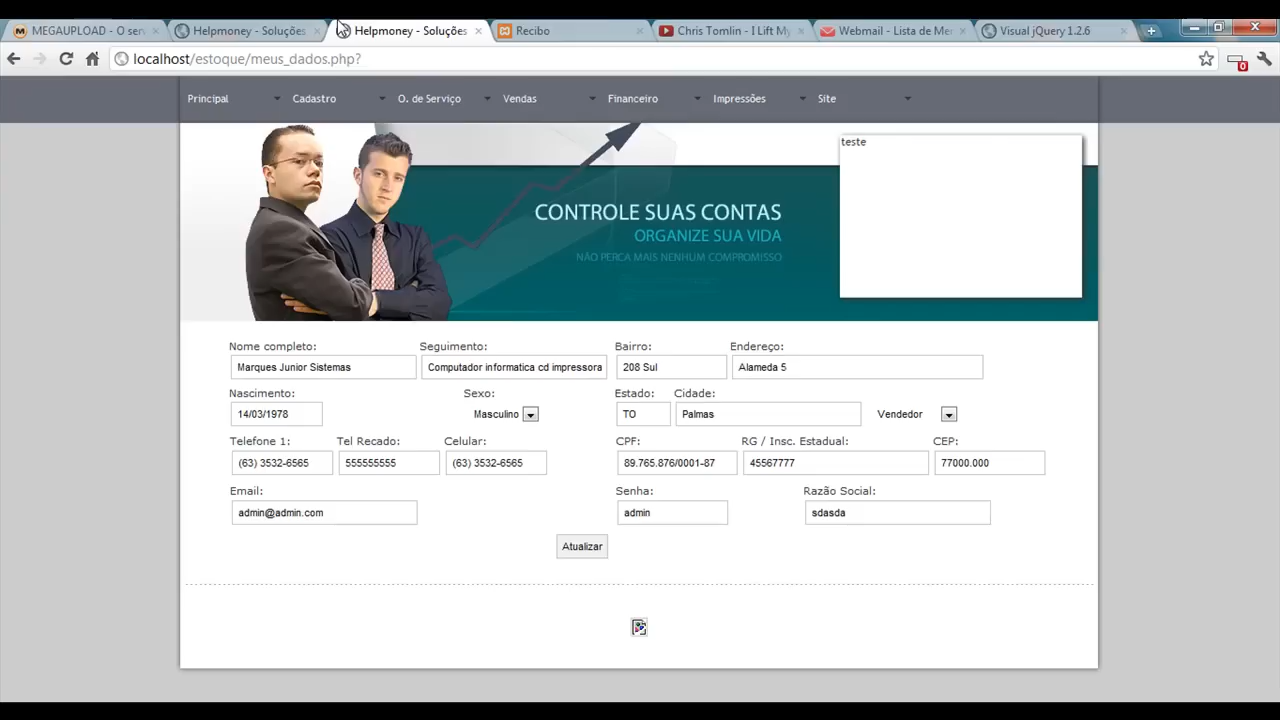 MEGAUPLOAD - O ser
Helpmoney - Soluções
Helpmoney - Soluções
Recibo
Chris Tomlin - I Lift My
Webmail - Lista de Me
Visual jQuery 1.2.6
localhost/estoque/meus_dados.php?
0
Principal
Cadastro
O. de Serviço
Vendas
Financeiro
Impressões
Site
teste
CONTROLE SUAS CONTAS
ORGANIZE SUA VIDA
NÃO PERCA MAIS NENHUM COMPROMISSO
Nome completo: Seguimento: Bairro: Endereço:
Marques Junior Sistemas Computador informatica cd impressora 208 Sul Alameda 5
Nascimento: Sexo: Estado: Cidade:
14/03/1978 Masculino TO Palmas Vendedor
Telefone 1: Tel Recado: Celular: CPF: RG / Insc. Estadual: CEP:
(63) 3532-6565 555555555 (63) 3532-6565 89.765.876/0001-87 45567777 77000.000
Email: Senha: Razão Social:
admin@admin.com admin sdasda
Atualizar